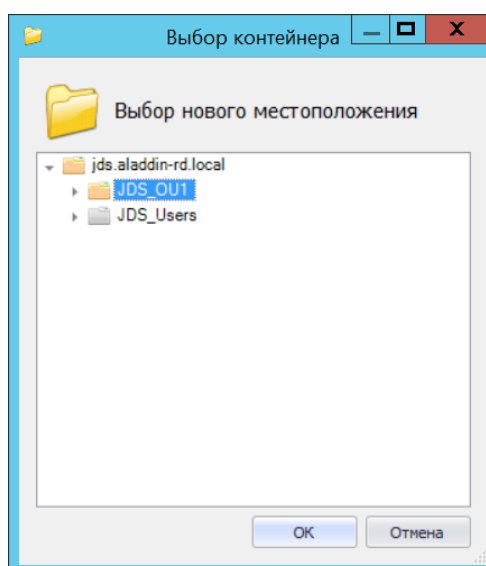 Выбор контейнера
Выбор нового местоположения
jds.aladdin-rd.local
JDS_OU1
JDS_Users
OK
Отмена